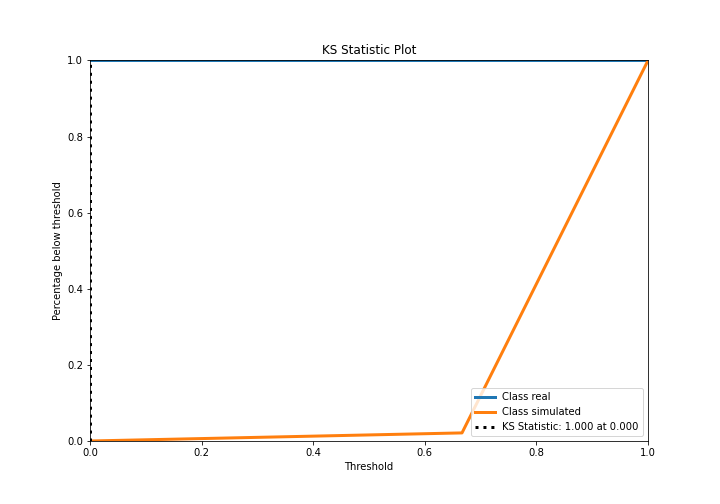 KS Statistic Plot
1.0
0.8
0.6
0.4
0.2
0.0
Percentage below threshold
Class real
Class simulated
KS Statistic: 1.000 at 0.000
0.0 0.2 0.4 0.6 0.8 1.0
Threshold